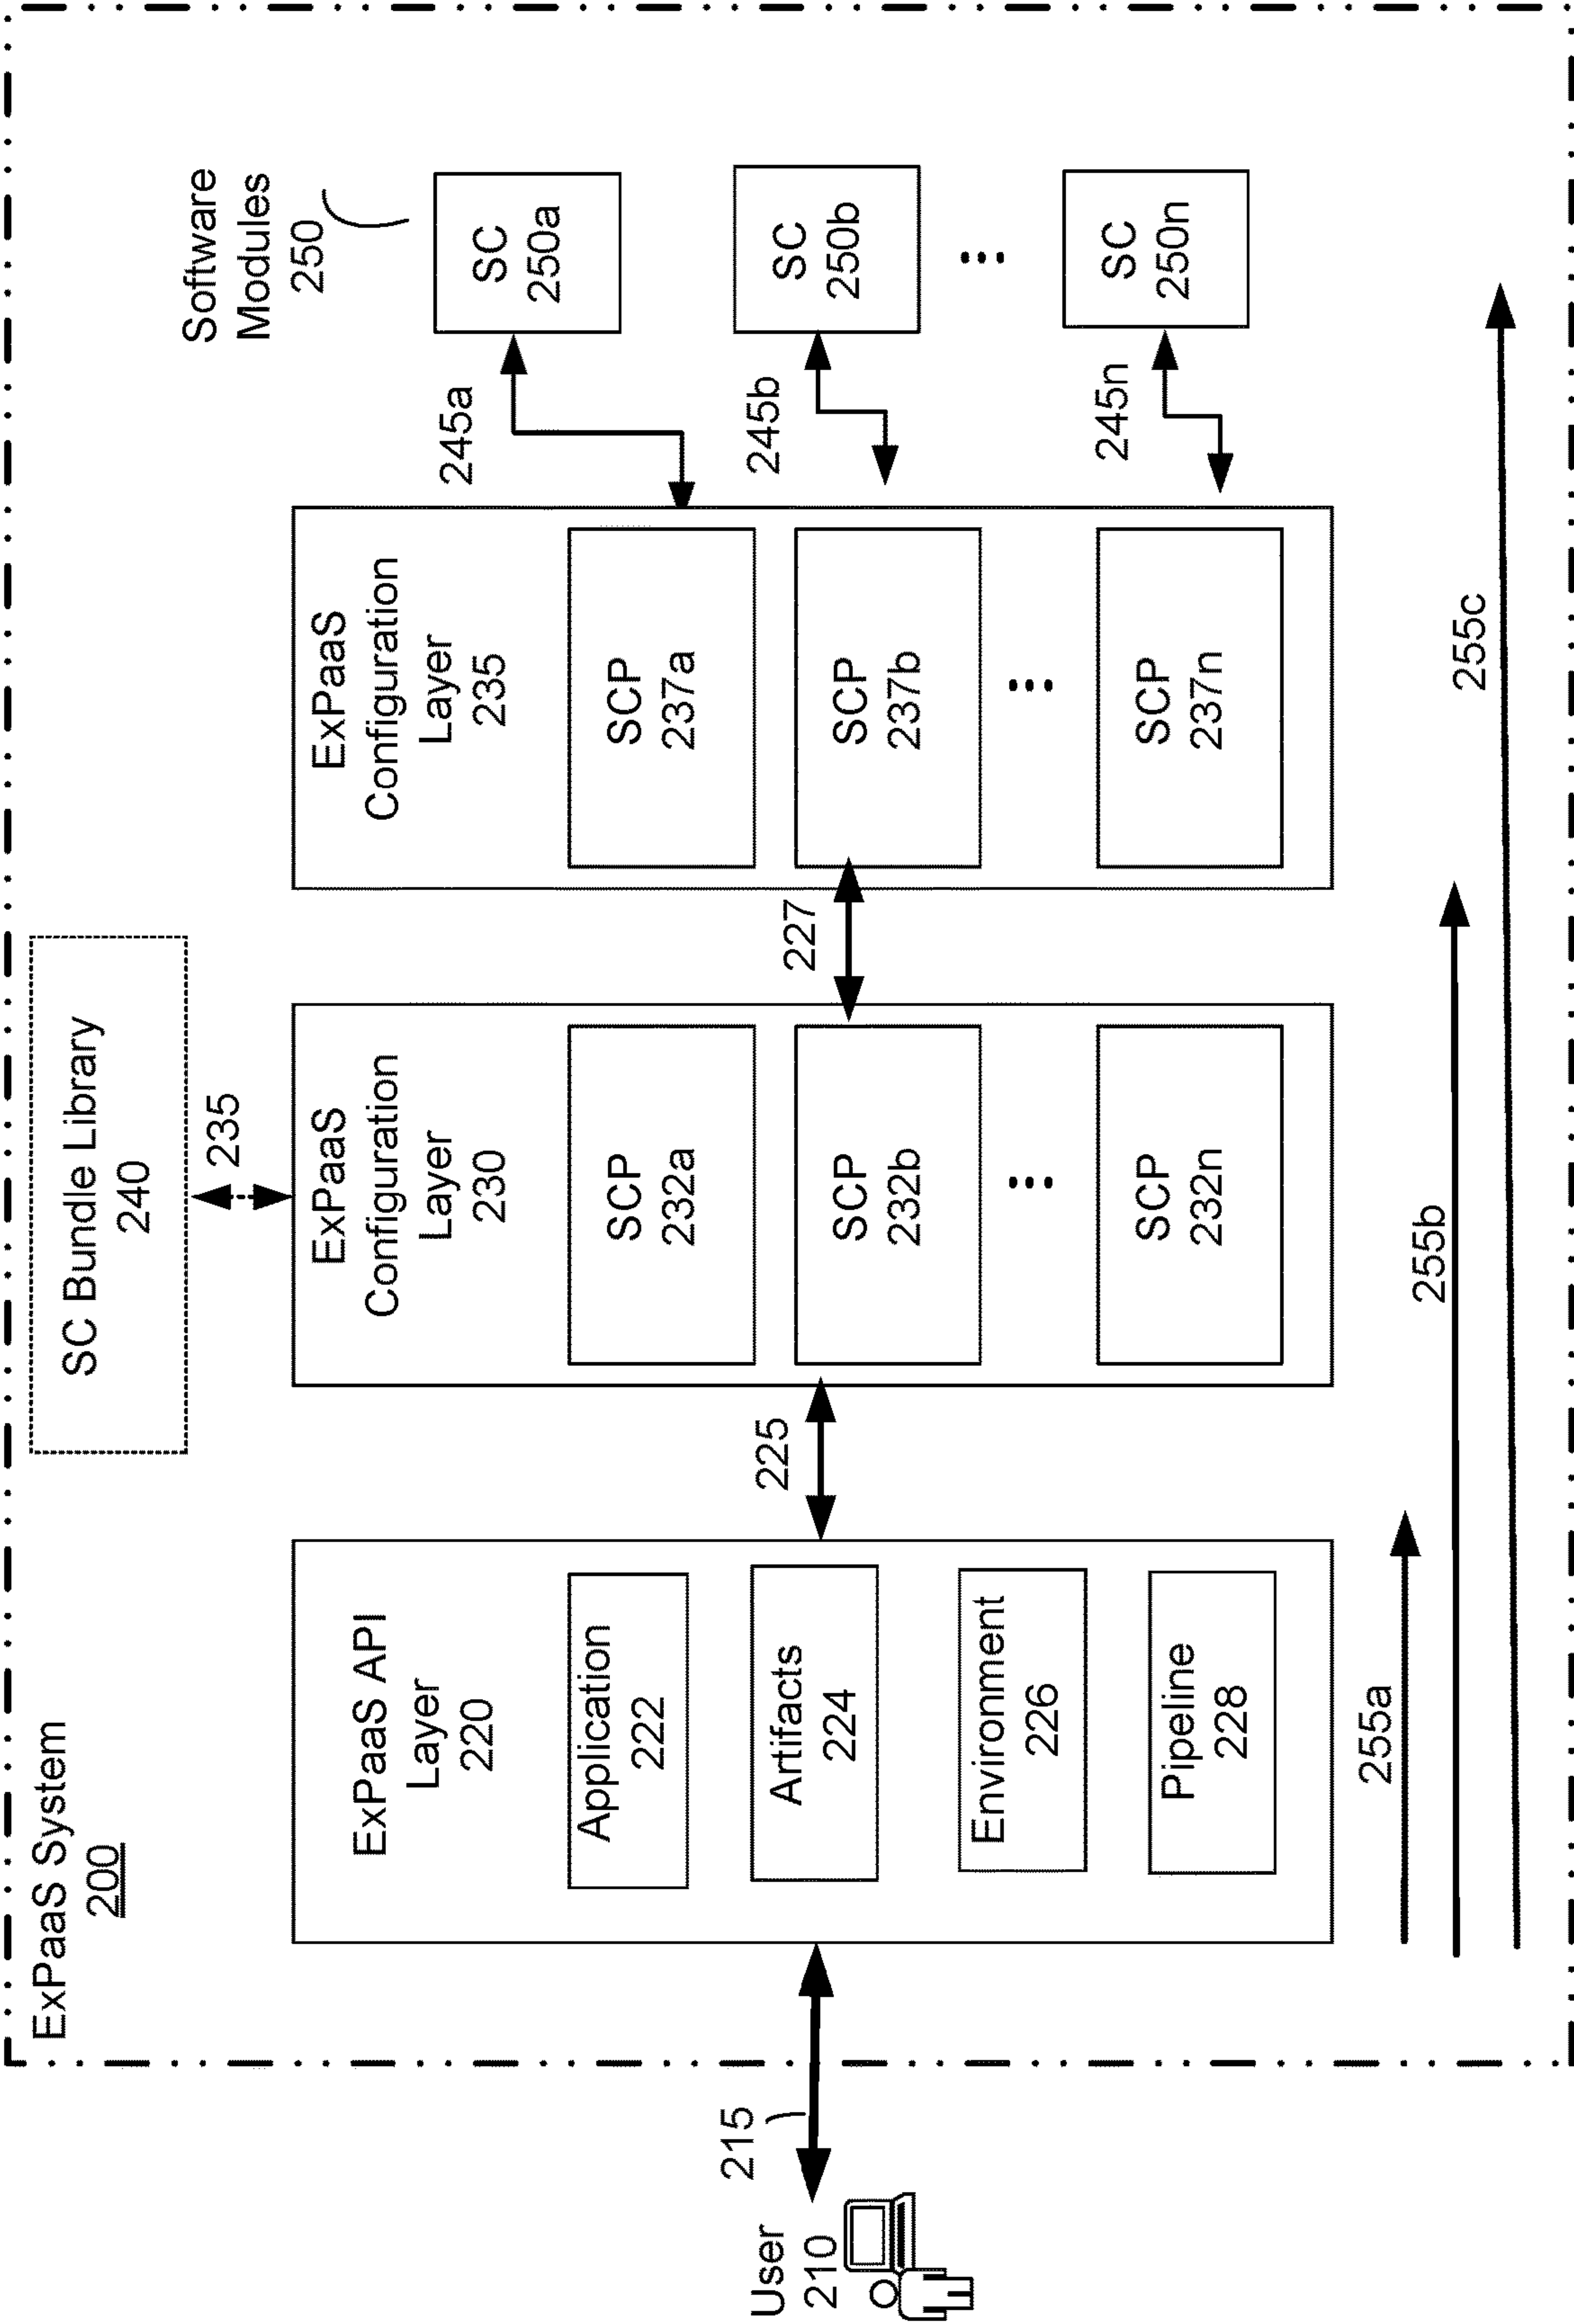 ExPaaS System
200
User
210
215
ExPaaS API
Layer
220
Application
222
Artifacts
224
Environment
226
Pipeline
228
225
SC Bundle Library
240
235
ExPaaS
Configuration
Layer
230
SCP
232a
SCP
232b
...
SCP
232n
227
ExPaaS
Configuration
Layer
235
SCP
237a
SCP
237b
...
SCP
237n
245a
245b
245n
Software
Modules
250
SC
250a
SC
250b
...
SC
250n
255a
255b
255c